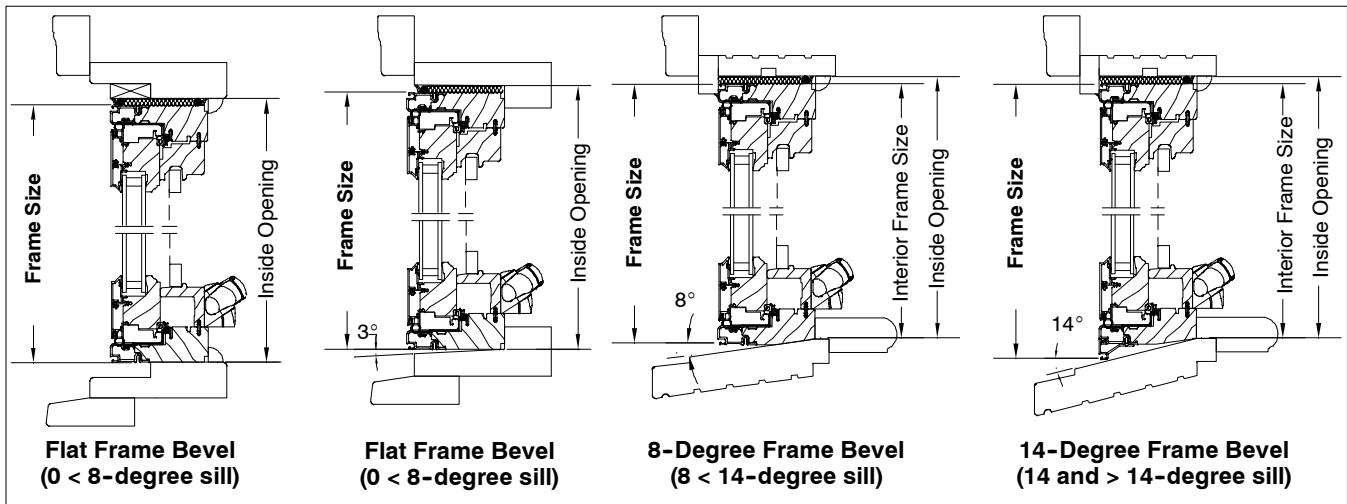 Frame Size
Inside Opening
Flat Frame Bevel
(0 < 8-degree sill)
Frame Size
3°
Inside Opening
Flat Frame Bevel
(0 < 8-degree sill)
Frame Size
8°
Interior Frame Size
Inside Opening
8-Degree Frame Bevel
(8 < 14-degree sill)
Frame Size
14°
Interior Frame Size
Inside Opening
14-Degree Frame Bevel
(14 and > 14-degree sill)